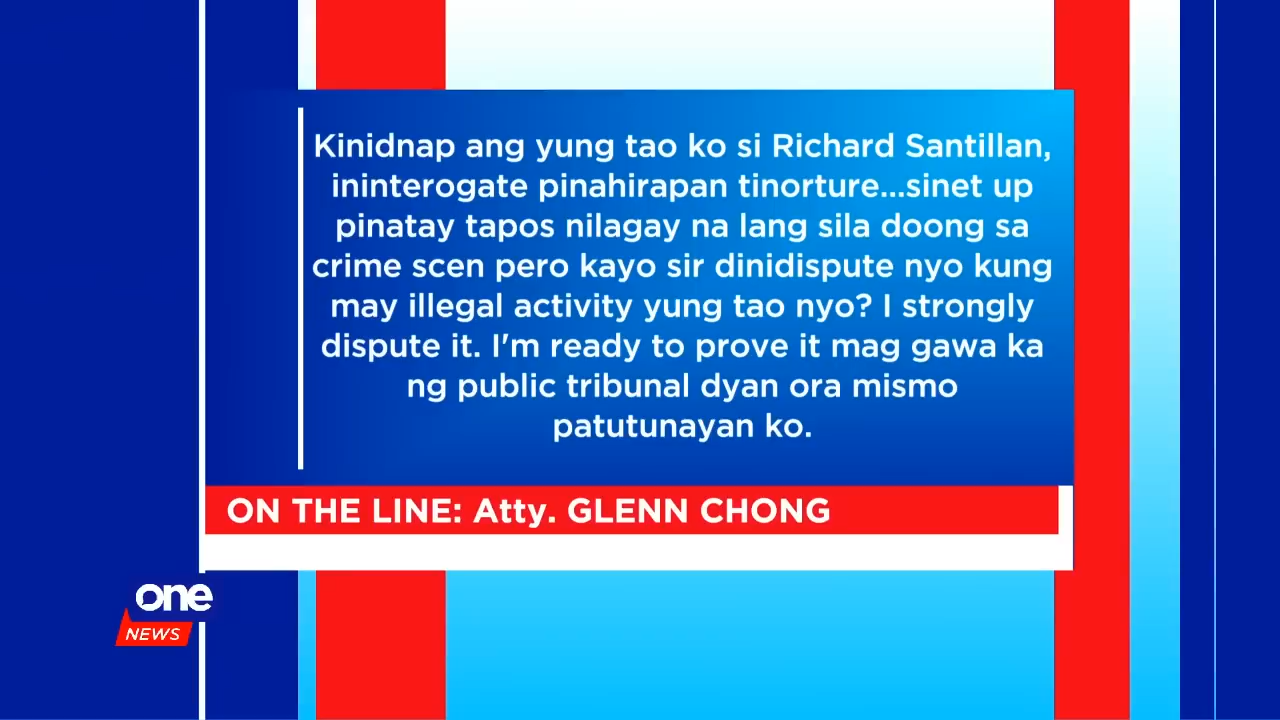 Kinidnap ang yung tao ko si Richard Santillan,
ininterogate pinahirapan tinorture...sinet up
pinatay tapos nilagay na lang sila doong sa
crime scen pero kayo sir dinidispute nyo kung
may illegal activity yung tao nyo? I strongly
dispute it. I'm ready to prove it mag gawa ka
ng public tribunal dyan ora mismo
patutunayan ko.
ON THE LINE: Atty. GLENN CHONG
one
NEWS